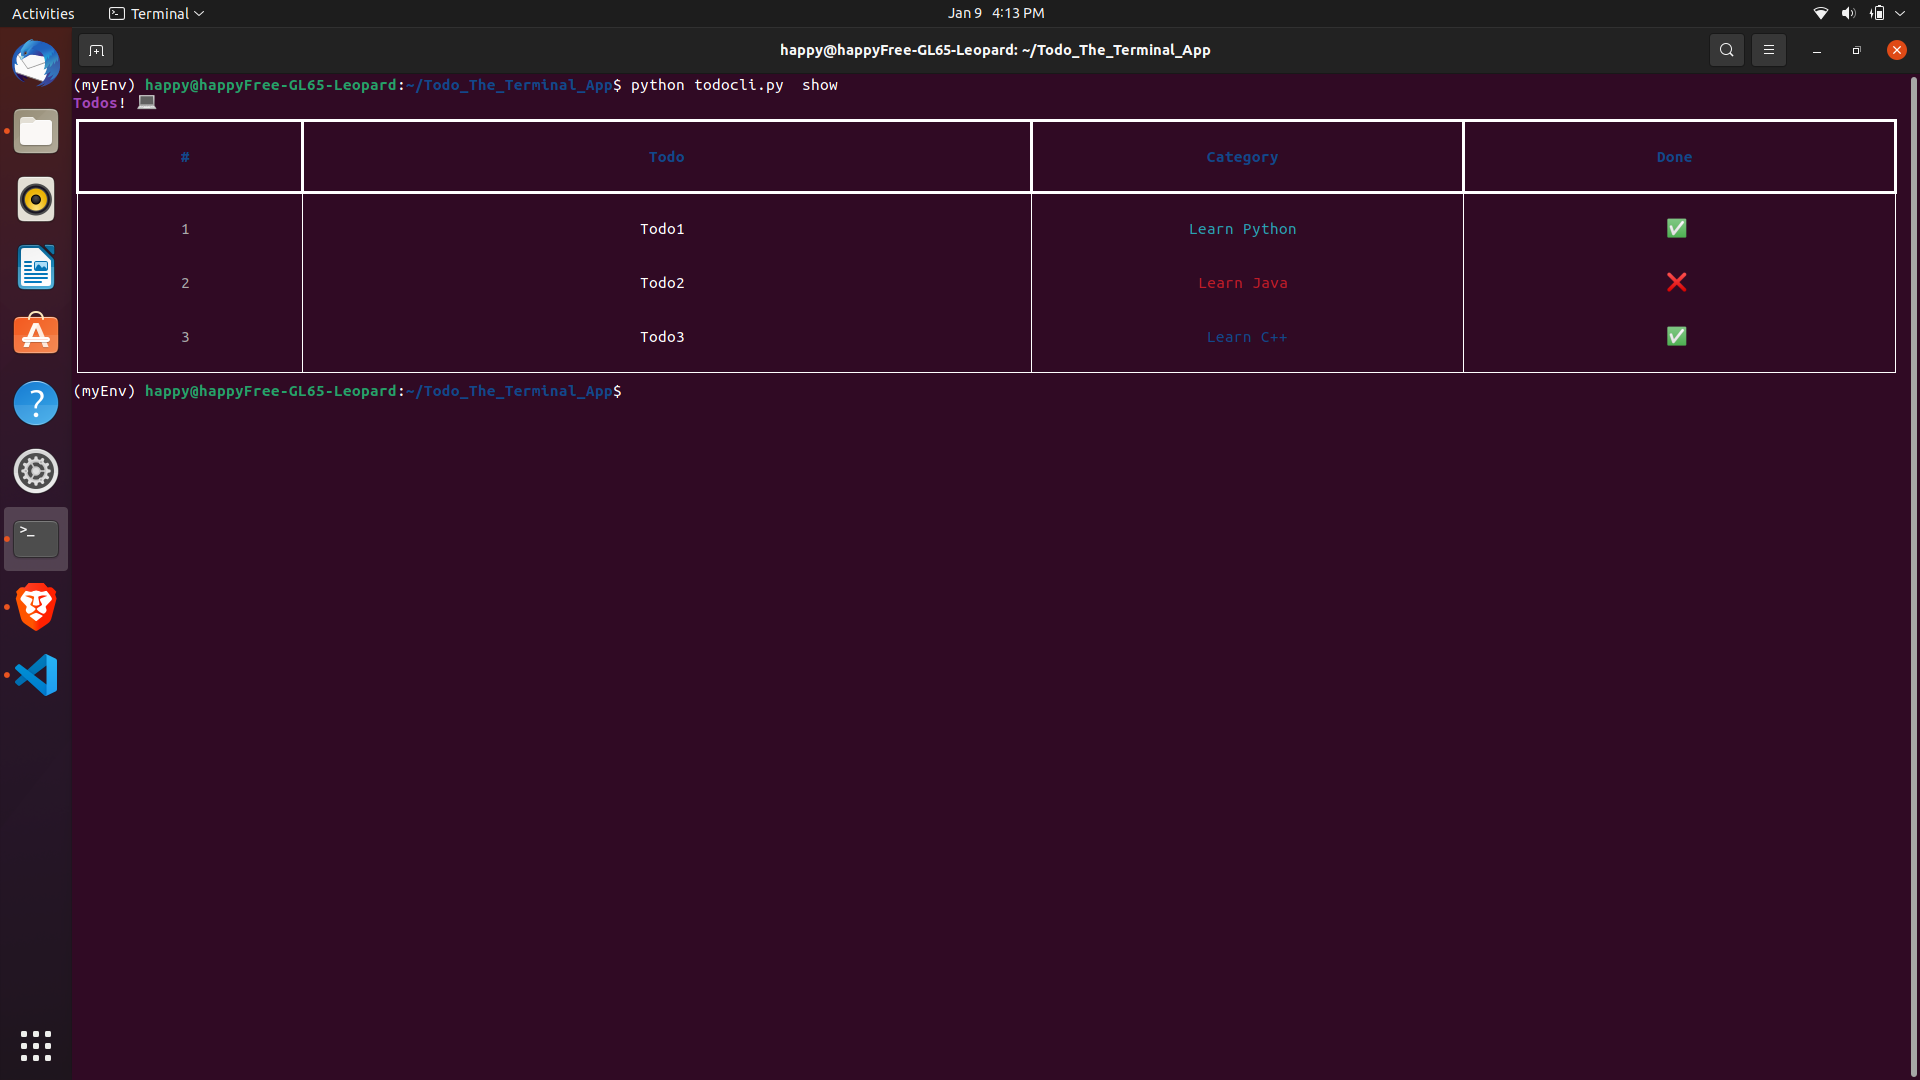 Activities Terminal Jan 9 4:13 PM
happy@happyFree-GL65-Leopard: ~/Todo_The_Terminal_App
(myEnv) happy@happyFree-GL65-Leopard:~/Todo_The_Terminal_App$ python todocli.py  show
Todos! 💻
# Todo Category Done
1 Todo1 Learn Python ✅
2 Todo2 Learn Java ❌
3 Todo3 Learn C++ ✅
(myEnv) happy@happyFree-GL65-Leopard:~/Todo_The_Terminal_App$